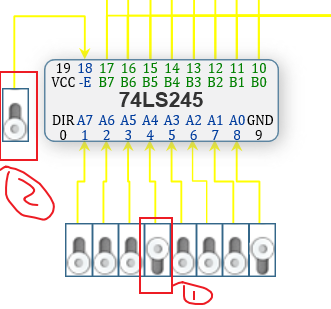 19 18 17 16 15 14 13 12 11 10
VCC -E B7 B6 B5 B4 B3 B2 B1 B0
74LS245
DIR A7 A6 A5 A4 A3 A2 A1 A0 GND
0 1 2 3 4 5 6 7 8 9
2
1